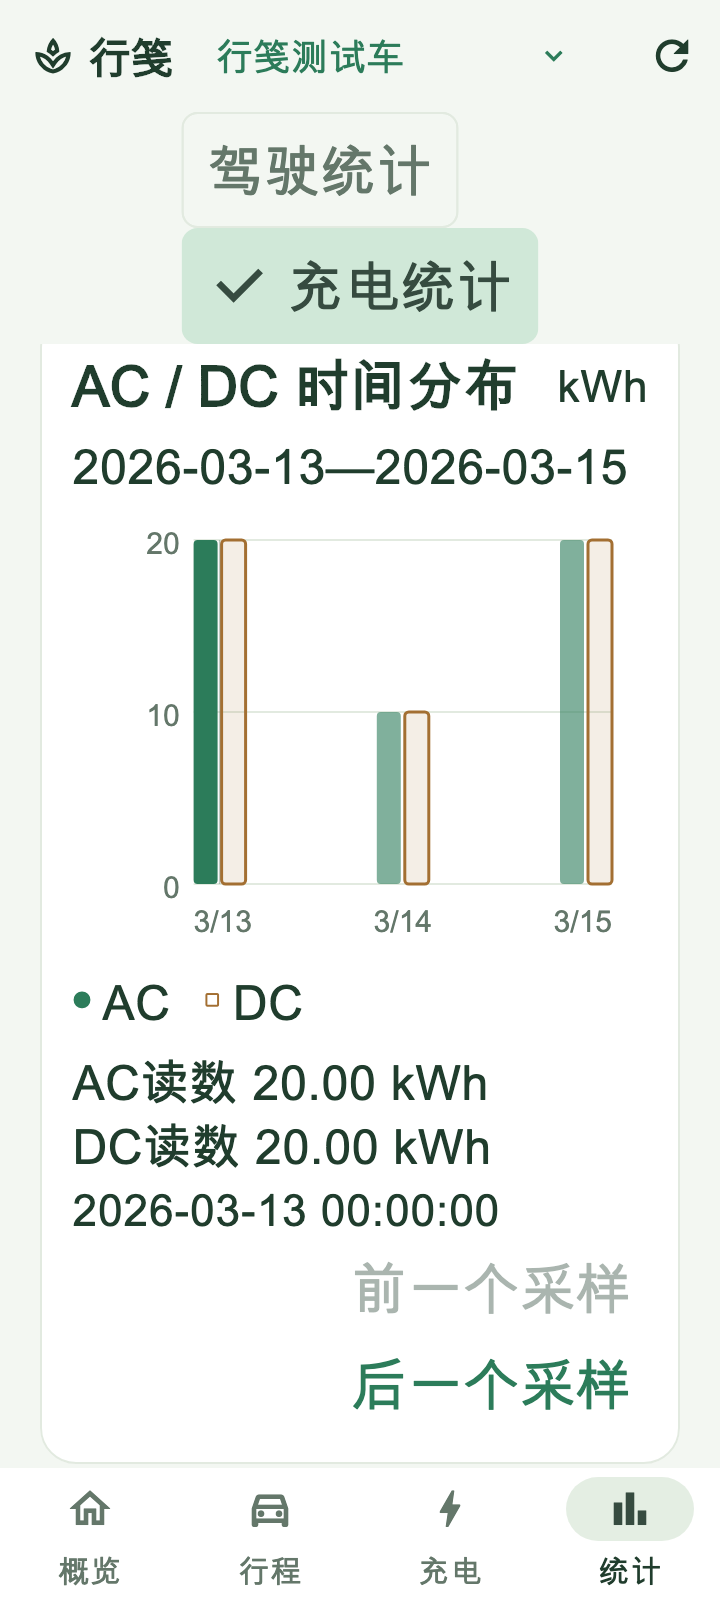 行笺 行笺测试车
驾驶统计
充电统计
AC / DC 时间分布 kWh
2026-03-13—2026-03-15
20
10
0
3/13 3/14 3/15
AC DC
AC读数 20.00 kWh
DC读数 20.00 kWh
2026-03-13 00:00:00
前一个采样
后一个采样
概览 行程 充电 统计